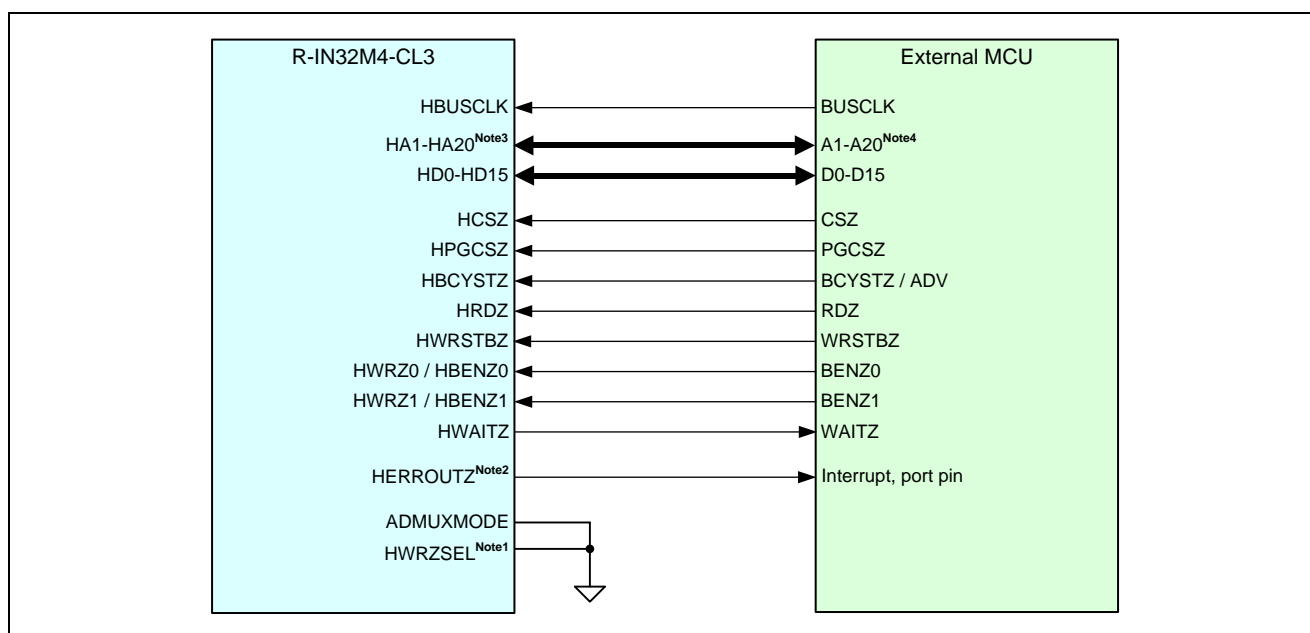 R-IN32M4-CL3 External MCU
HBUSCLK BUSCLK
HA1-HA20Note3 A1-A20Note4
HD0-HD15 D0-D15
HCSZ CSZ
HPGCSZ PGCSZ
HBCYSTZ BCYSTZ / ADV
HRDZ RDZ
HWRSTBZ WRSTBZ
HWRZ0 / HBENZ0 BENZ0
HWRZ1 / HBENZ1 BENZ1
HWAITZ WAITZ
HERROUTZNote2 Interrupt, port pin
ADMUXMODE
HWRZSELNote1